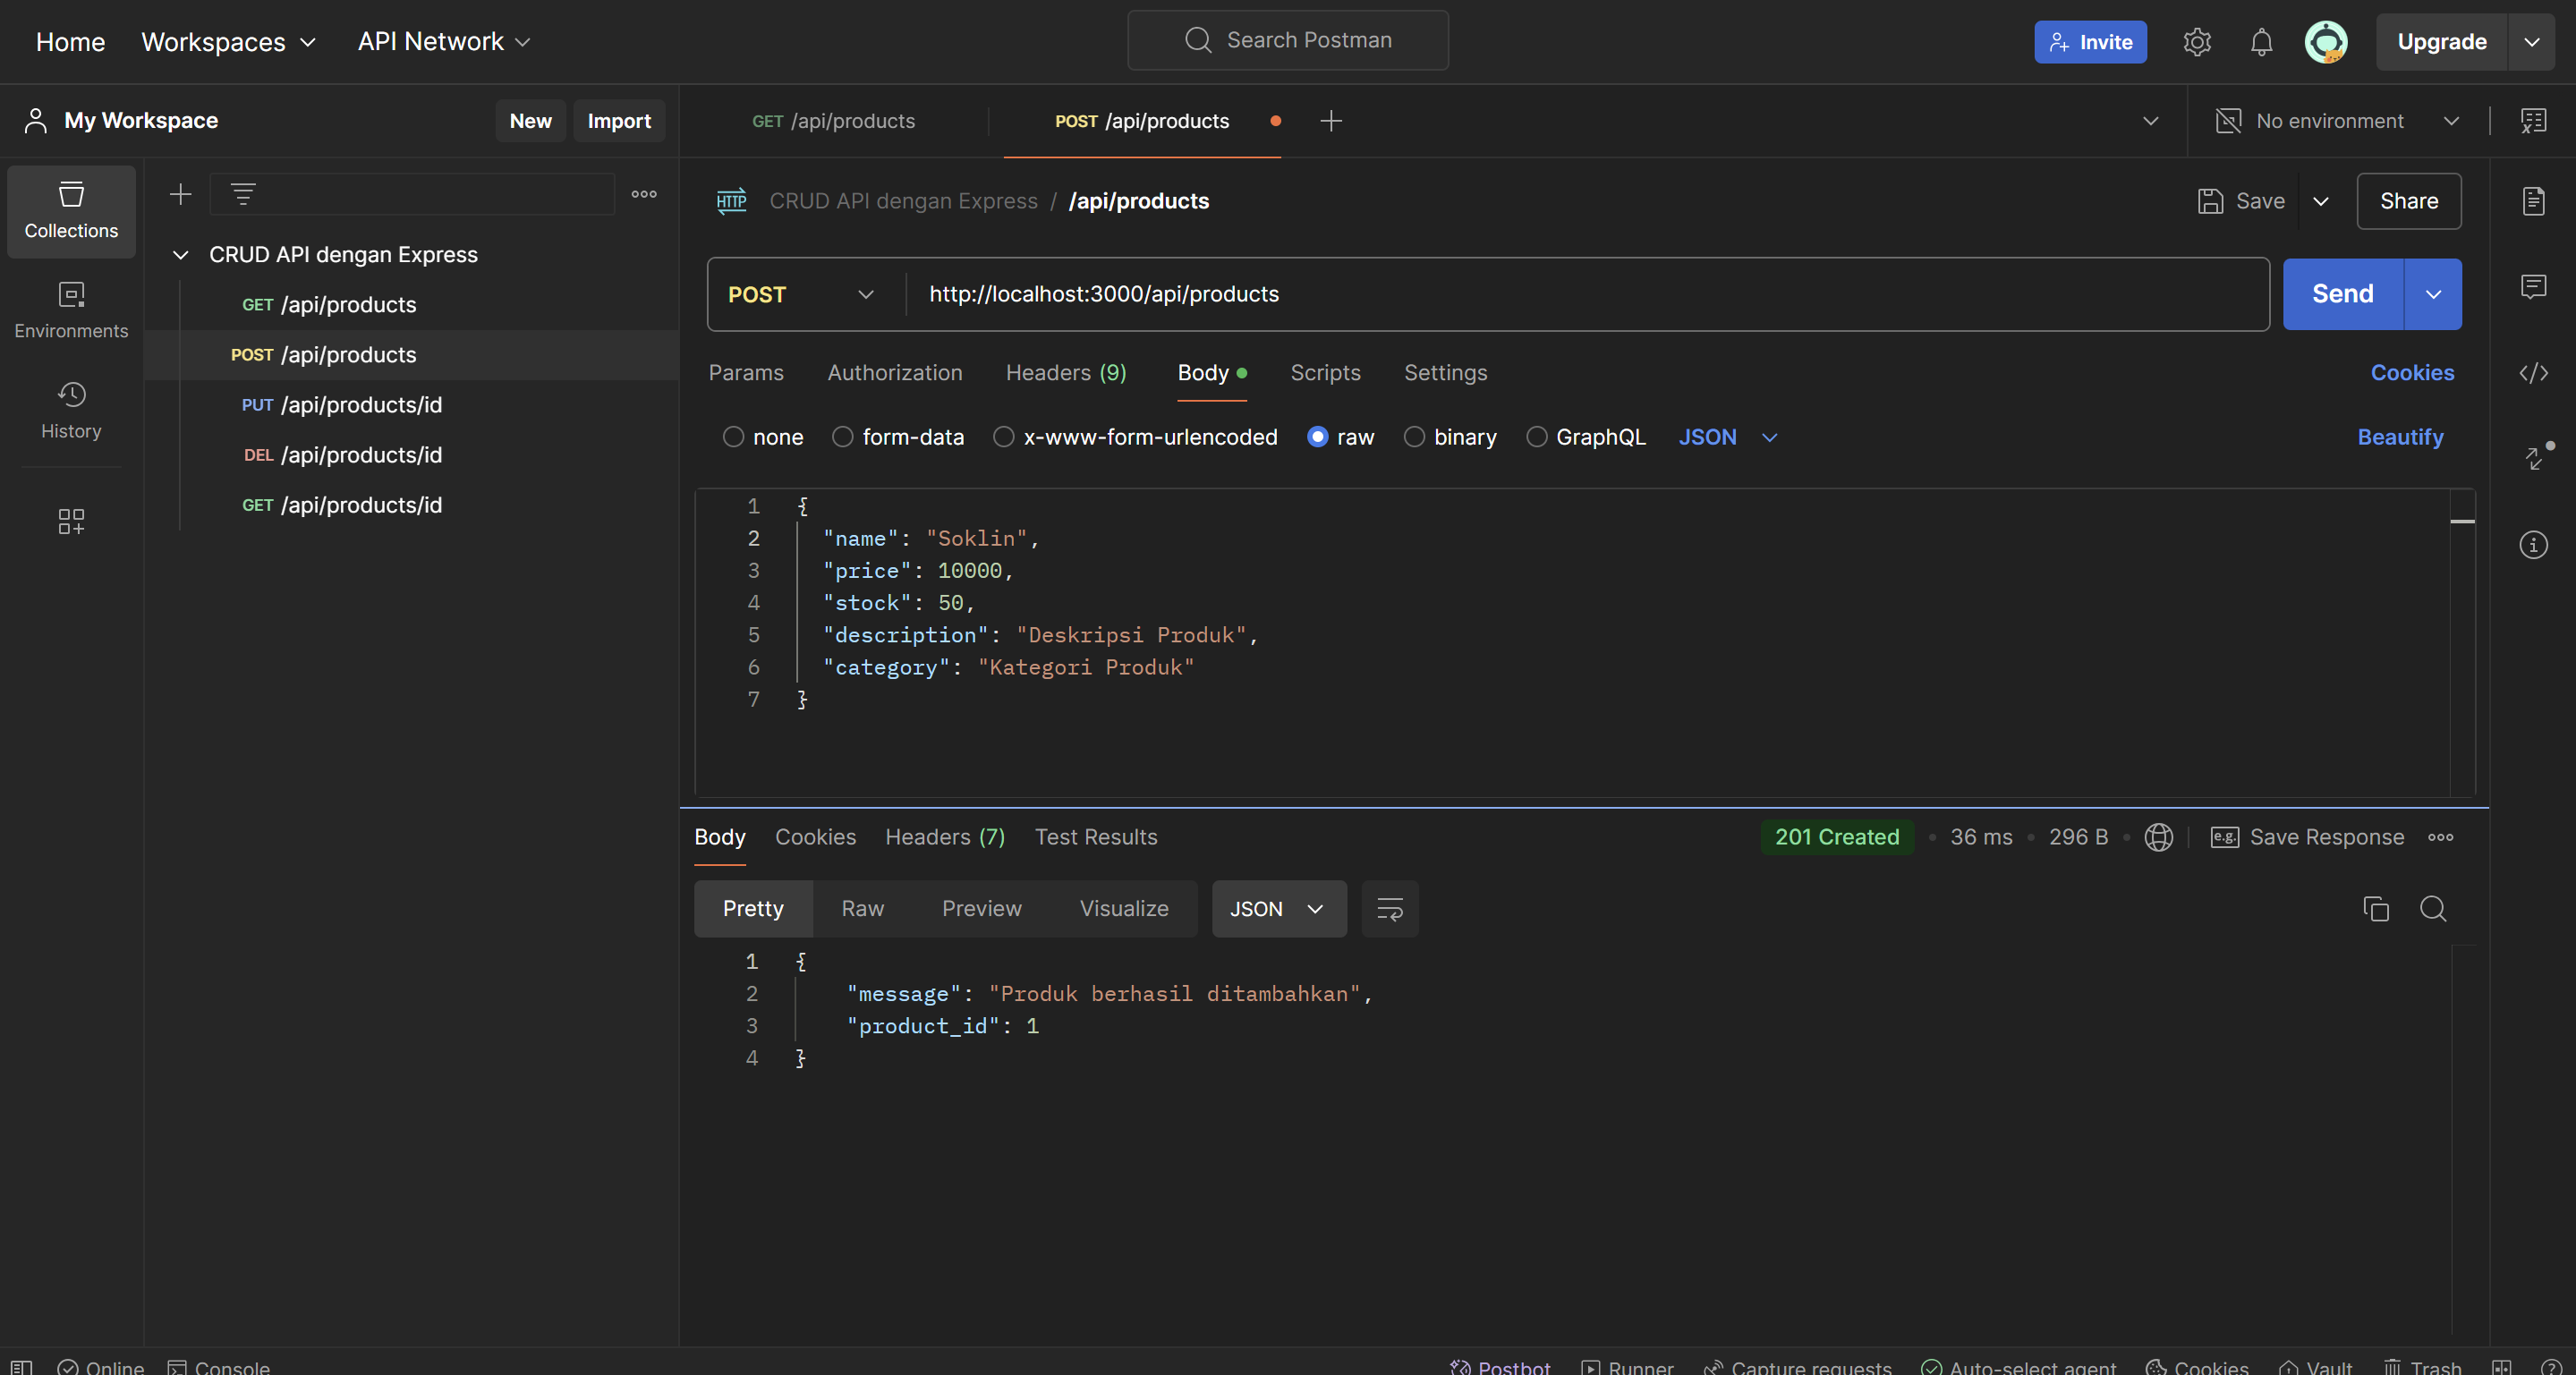 Home Workspaces API Network Search Postman Invite Upgrade
My Workspace New Import GET /api/products POST /api/products No environment
Collections
Environments
History
CRUD API dengan Express
GET /api/products
POST /api/products
PUT /api/products/id
DEL /api/products/id
GET /api/products/id
HTTP CRUD API dengan Express / /api/products Save Share
POST http://localhost:3000/api/products Send
Params Authorization Headers (9) Body Scripts Settings Cookies
none form-data x-www-form-urlencoded raw binary GraphQL JSON Beautify
1 {
2 "name": "Soklin",
3 "price": 10000,
4 "stock": 50,
5 "description": "Deskripsi Produk",
6 "category": "Kategori Produk"
7 }
Body Cookies Headers (7) Test Results 201 Created 36 ms 296 B e.g. Save Response
Pretty Raw Preview Visualize JSON
1 {
2 "message": "Produk berhasil ditambahkan",
3 "product_id": 1
4 }
Online Console Postbot Runner Capture requests Auto-select agent Cookies Vault Trash